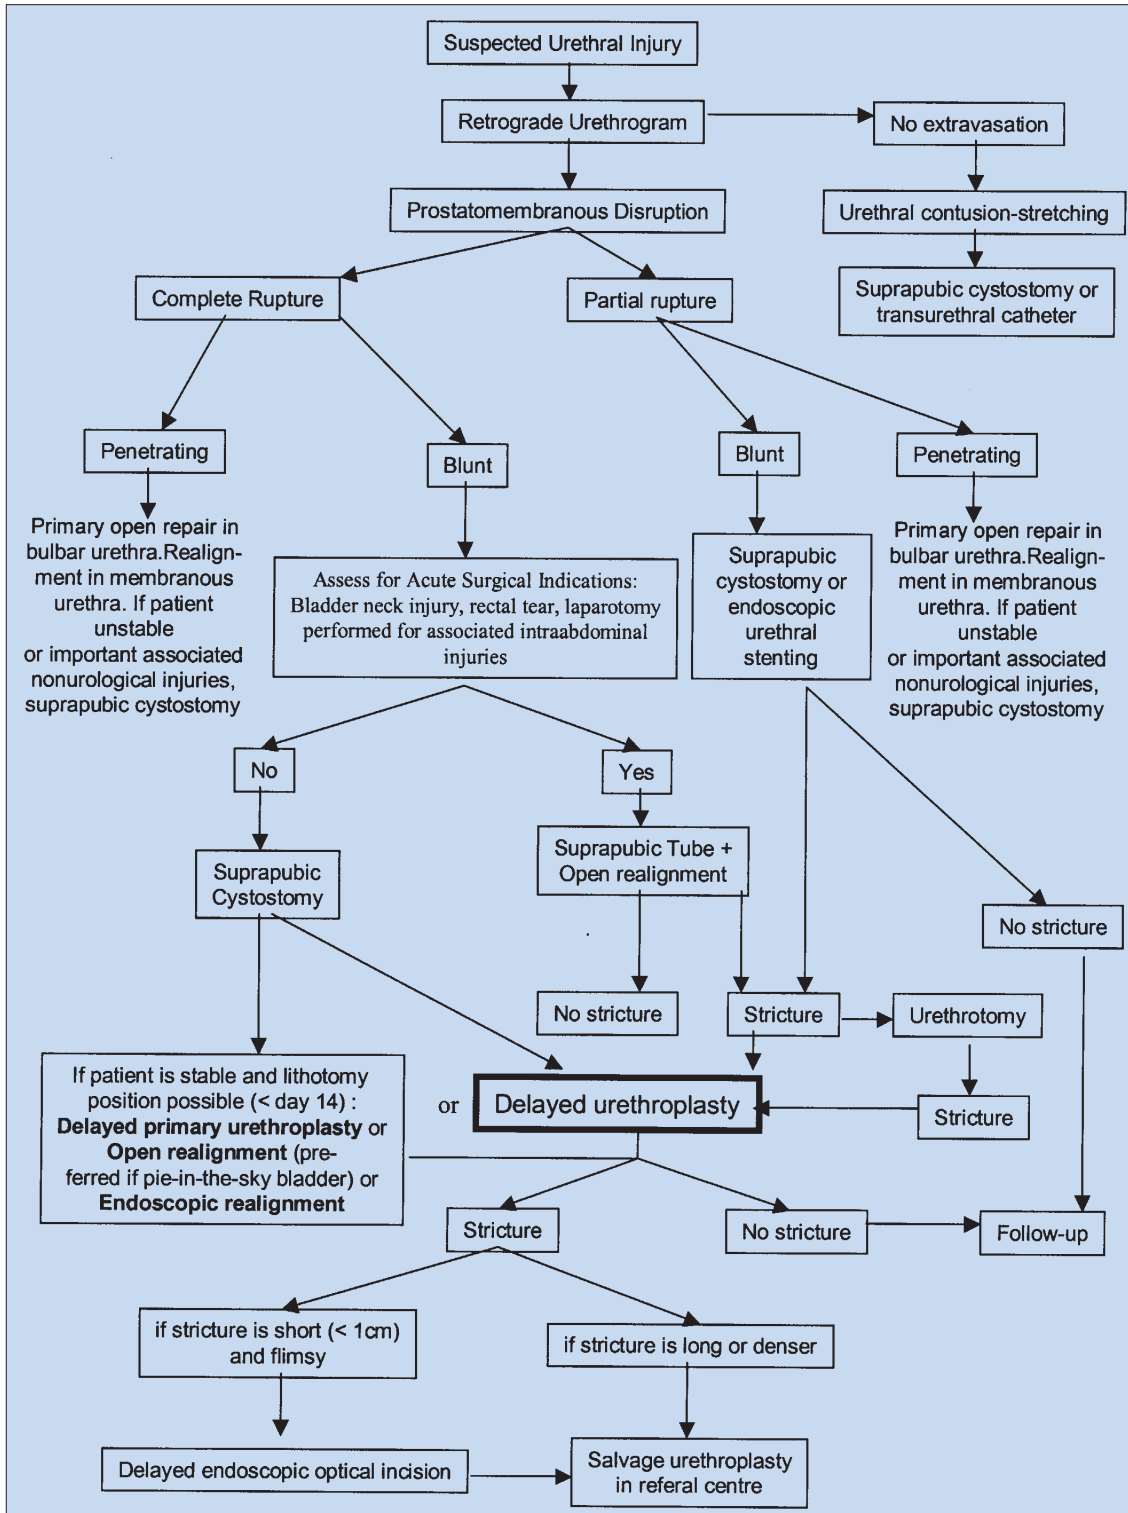 Suspected Urethral Injury
Retrograde Urethrogram
No extravasation
Prostatomembranous Disruption
Urethral contusion-stretching
Complete Rupture
Partial rupture
Suprapubic cystostomy or
transurethral catheter
Penetrating
Blunt
Blunt
Penetrating
Primary open repair in
bulbar urethra.Realign-
ment in membranous
urethra. If patient
unstable
or important associated
nonurological injuries,
suprapubic cystostomy
Assess for Acute Surgical Indications:
Bladder neck injury, rectal tear, laparotomy
performed for associated intraabdominal
injuries
Suprapubic
cystostomy or
endoscopic
urethral
stenting
Primary open repair in
bulbar urethra.Realign-
ment in membranous
urethra. If patient
unstable
or important associated
nonurological injuries,
suprapubic cystostomy
No
Yes
Suprapubic
Cystostomy
Suprapubic Tube +
Open realignment
No stricture
No stricture
Stricture
Urethrotomy
If patient is stable and lithotomy
position possible (< day 14) :
Delayed primary urethroplasty or
Open realignment (pre-
ferred if pie-in-the-sky bladder) or
Endoscopic realignment
or
Delayed urethroplasty
Stricture
Stricture
No stricture
Follow-up
if stricture is short (< 1cm)
and flimsy
if stricture is long or denser
Delayed endoscopic optical incision
Salvage urethroplasty
in referal centre